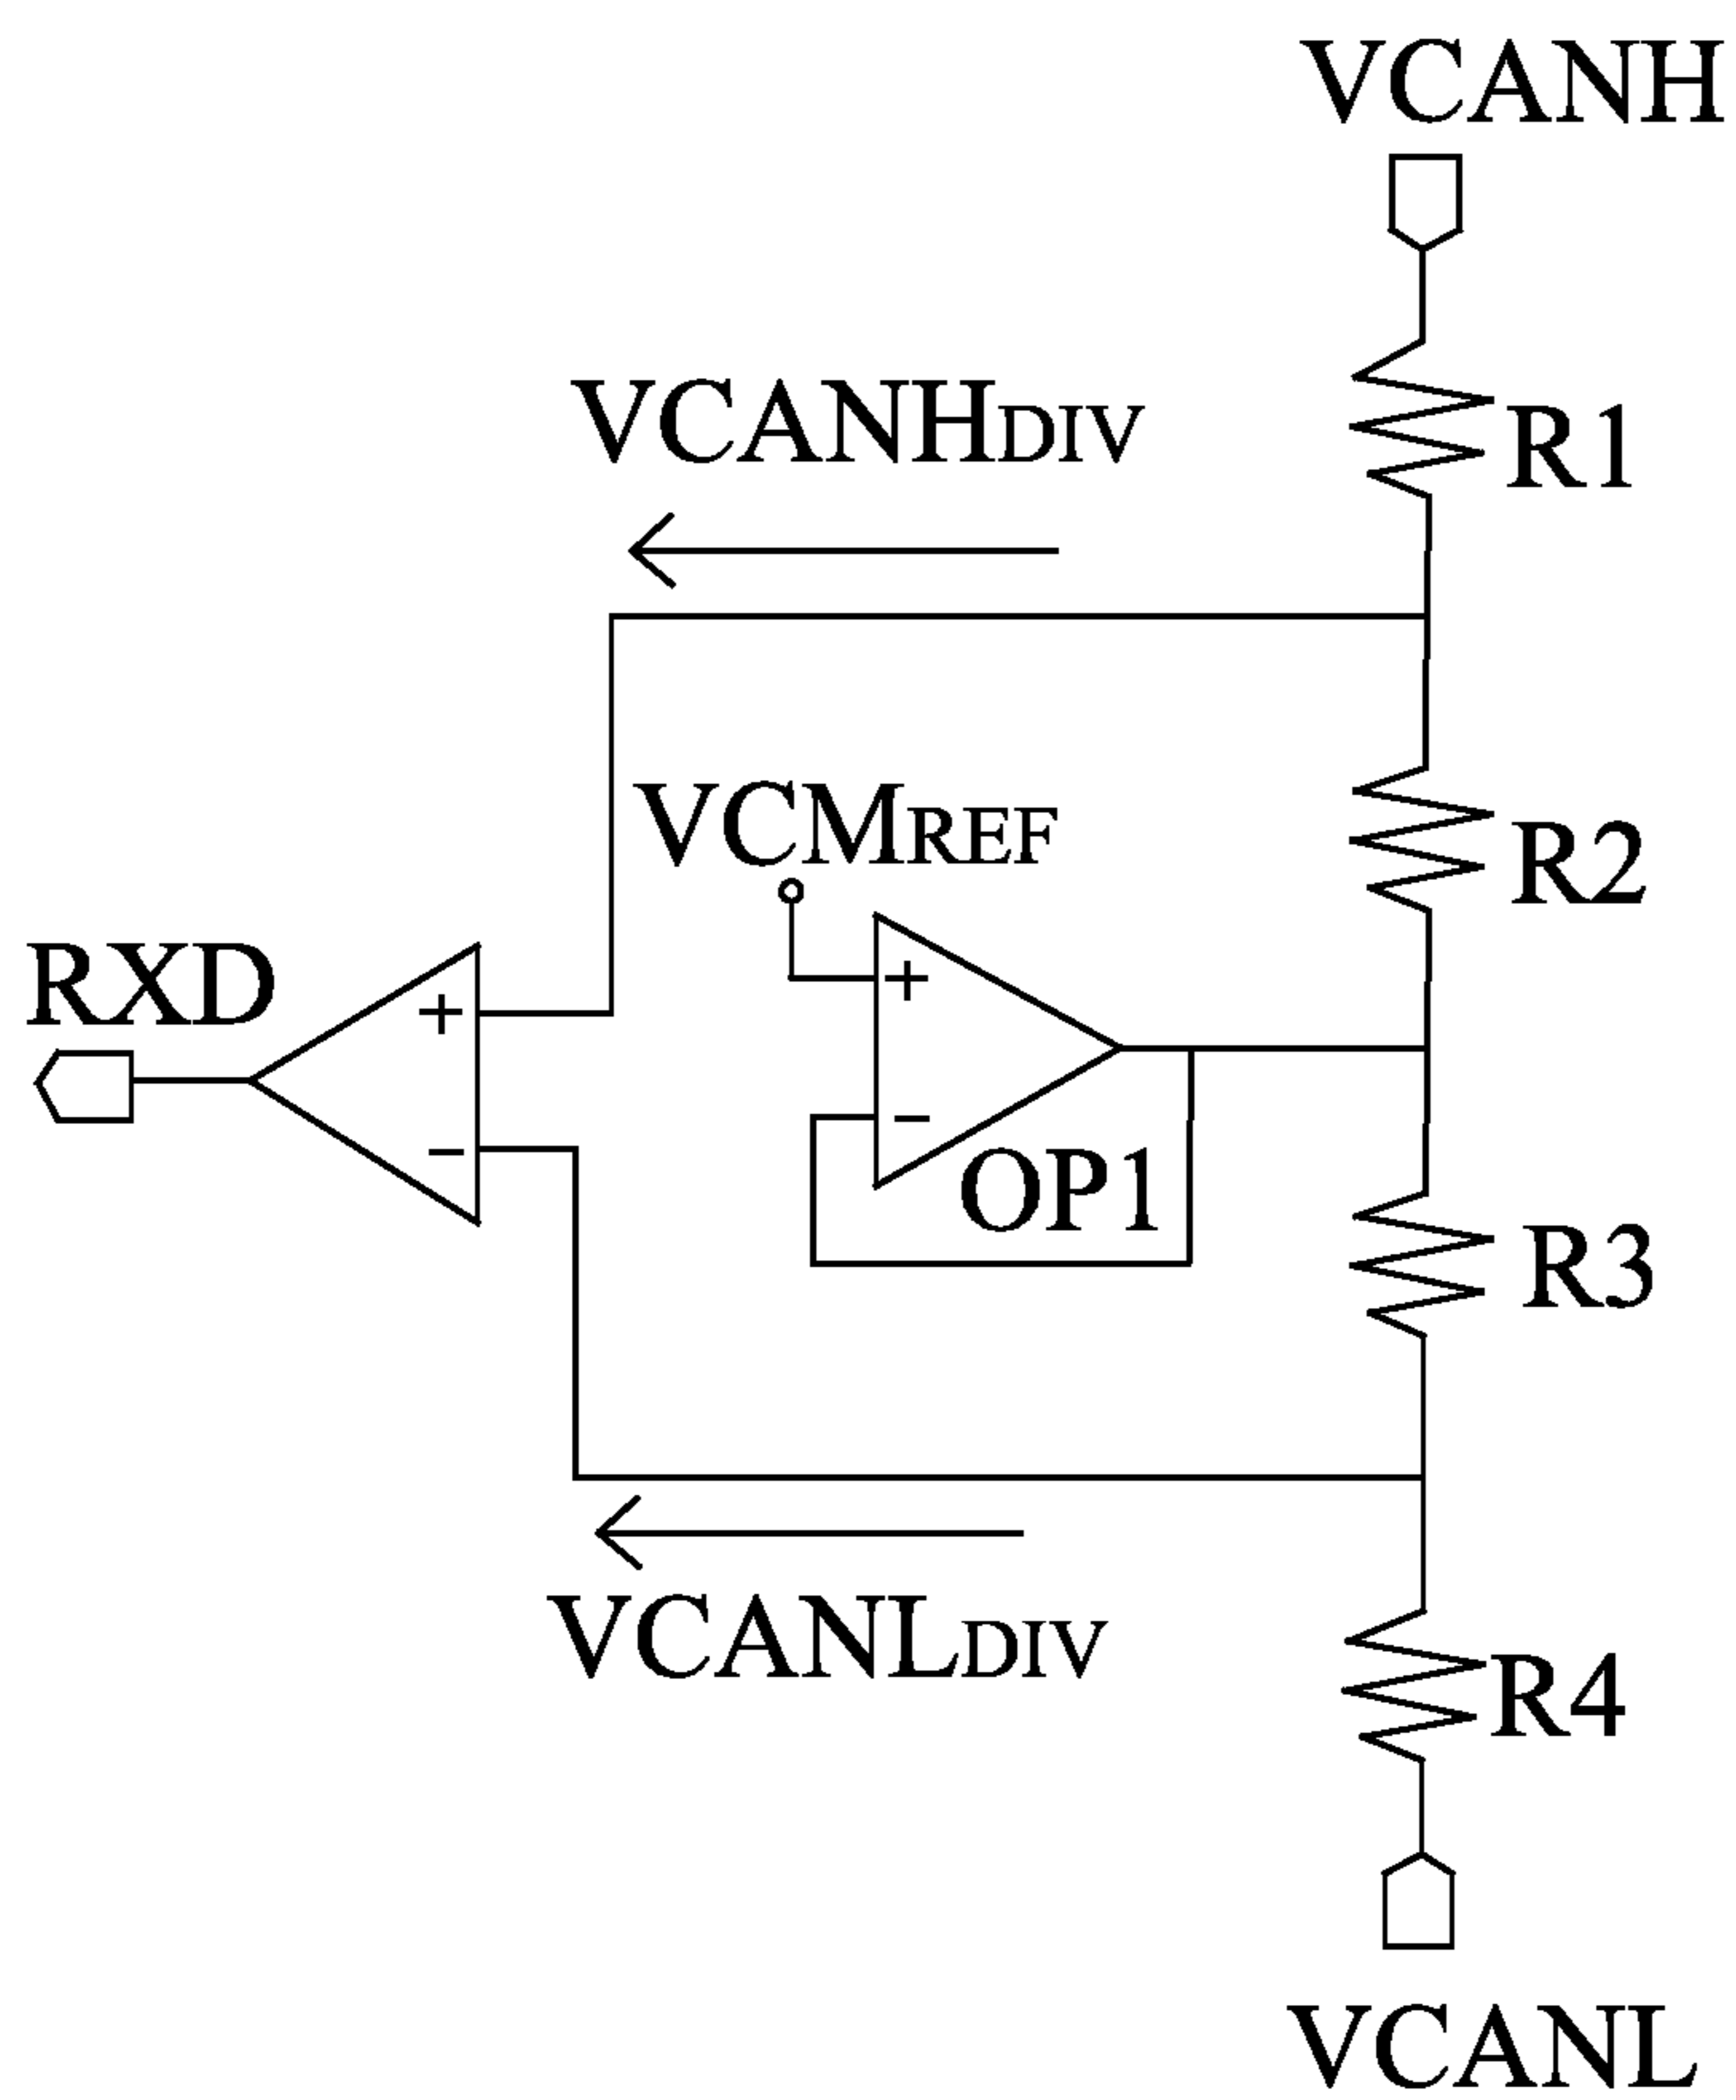 VCANH
VCANHDIV
R1
VCMREF
R2
RXD
+
+
−
−
OP1
R3
VCANLDIV
R4
VCANL